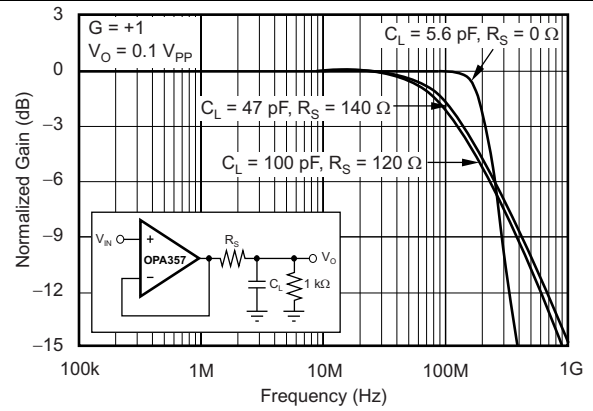 3
0
−3
−6
−9
−12
−15
Normalized Gain (dB)
G = +1
V_O = 0.1 V_PP
C_L = 5.6 pF, R_S = 0 Ω
C_L = 47 pF, R_S = 140 Ω
C_L = 100 pF, R_S = 120 Ω
V_IN
+
−
OPA357
R_S
V_O
C_L
1 kΩ
100k
1M
10M
100M
1G
Frequency (Hz)